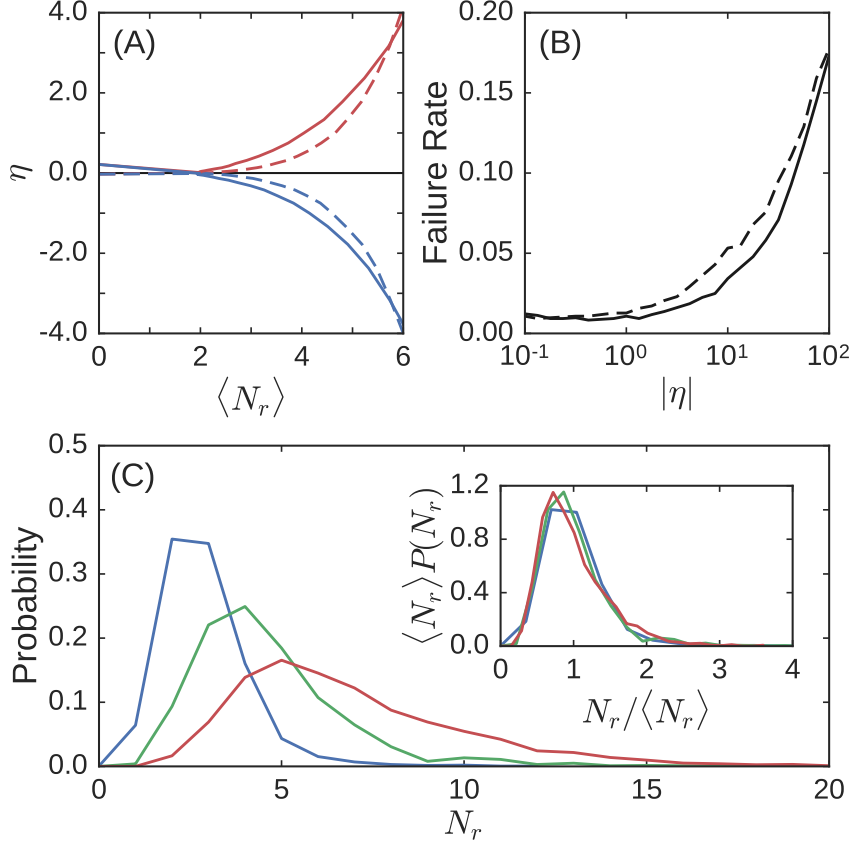 (A)
4.0
2.0
0.0
-2.0
-4.0
η
0 2 4 6
⟨N_r⟩
(B)
0.20
0.15
0.10
0.05
0.00
Failure Rate
10^-1 10^0 10^1 10^2
|η|
(C)
0.5
0.4
0.3
0.2
0.1
0.0
Probability
0 5 10 15 20
N_r
1.2
0.8
0.4
0.0
⟨N_r⟩P(N_r)
0 1 2 3 4
N_r/⟨N_r⟩